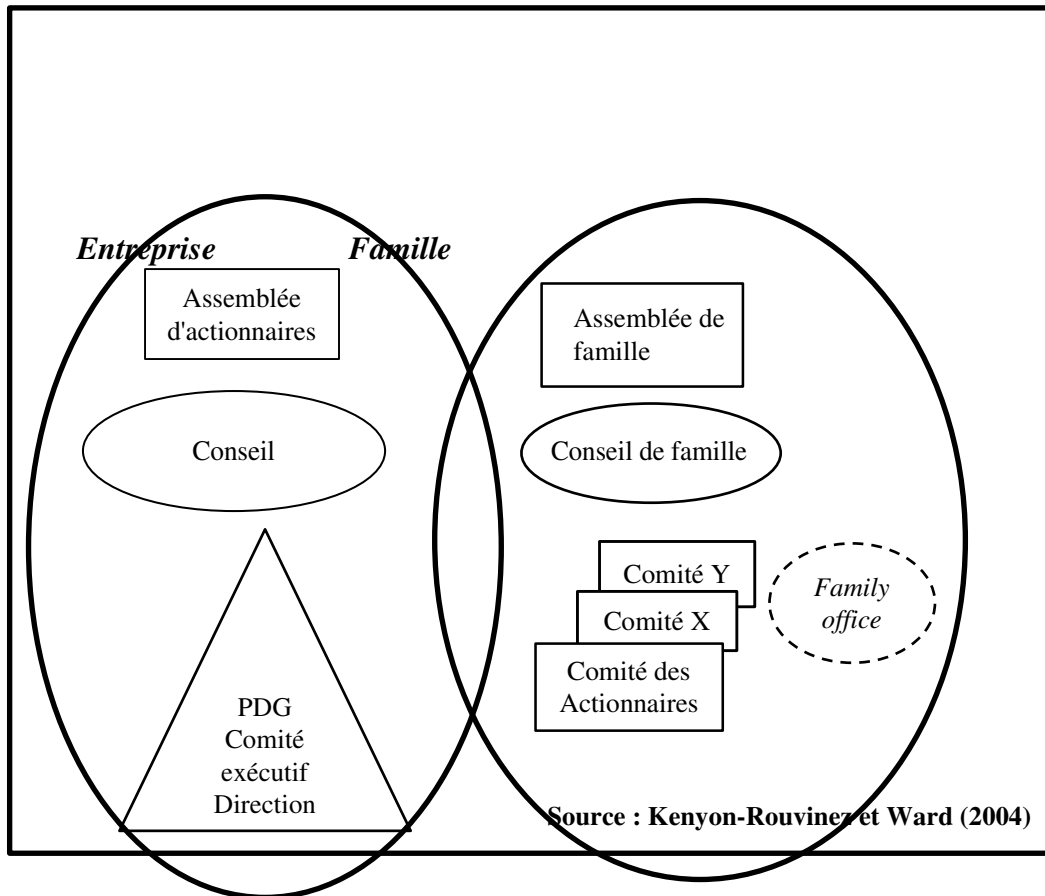 Entreprise
Famille
Assemblée
d'actionnaires
Assemblée de
famille
Conseil
Conseil de famille
Comité Y
Comité X
Comité des
Actionnaires
Family
office
PDG
Comité
exécutif
Direction
Source : Kenyon-Rouvinez et Ward (2004)